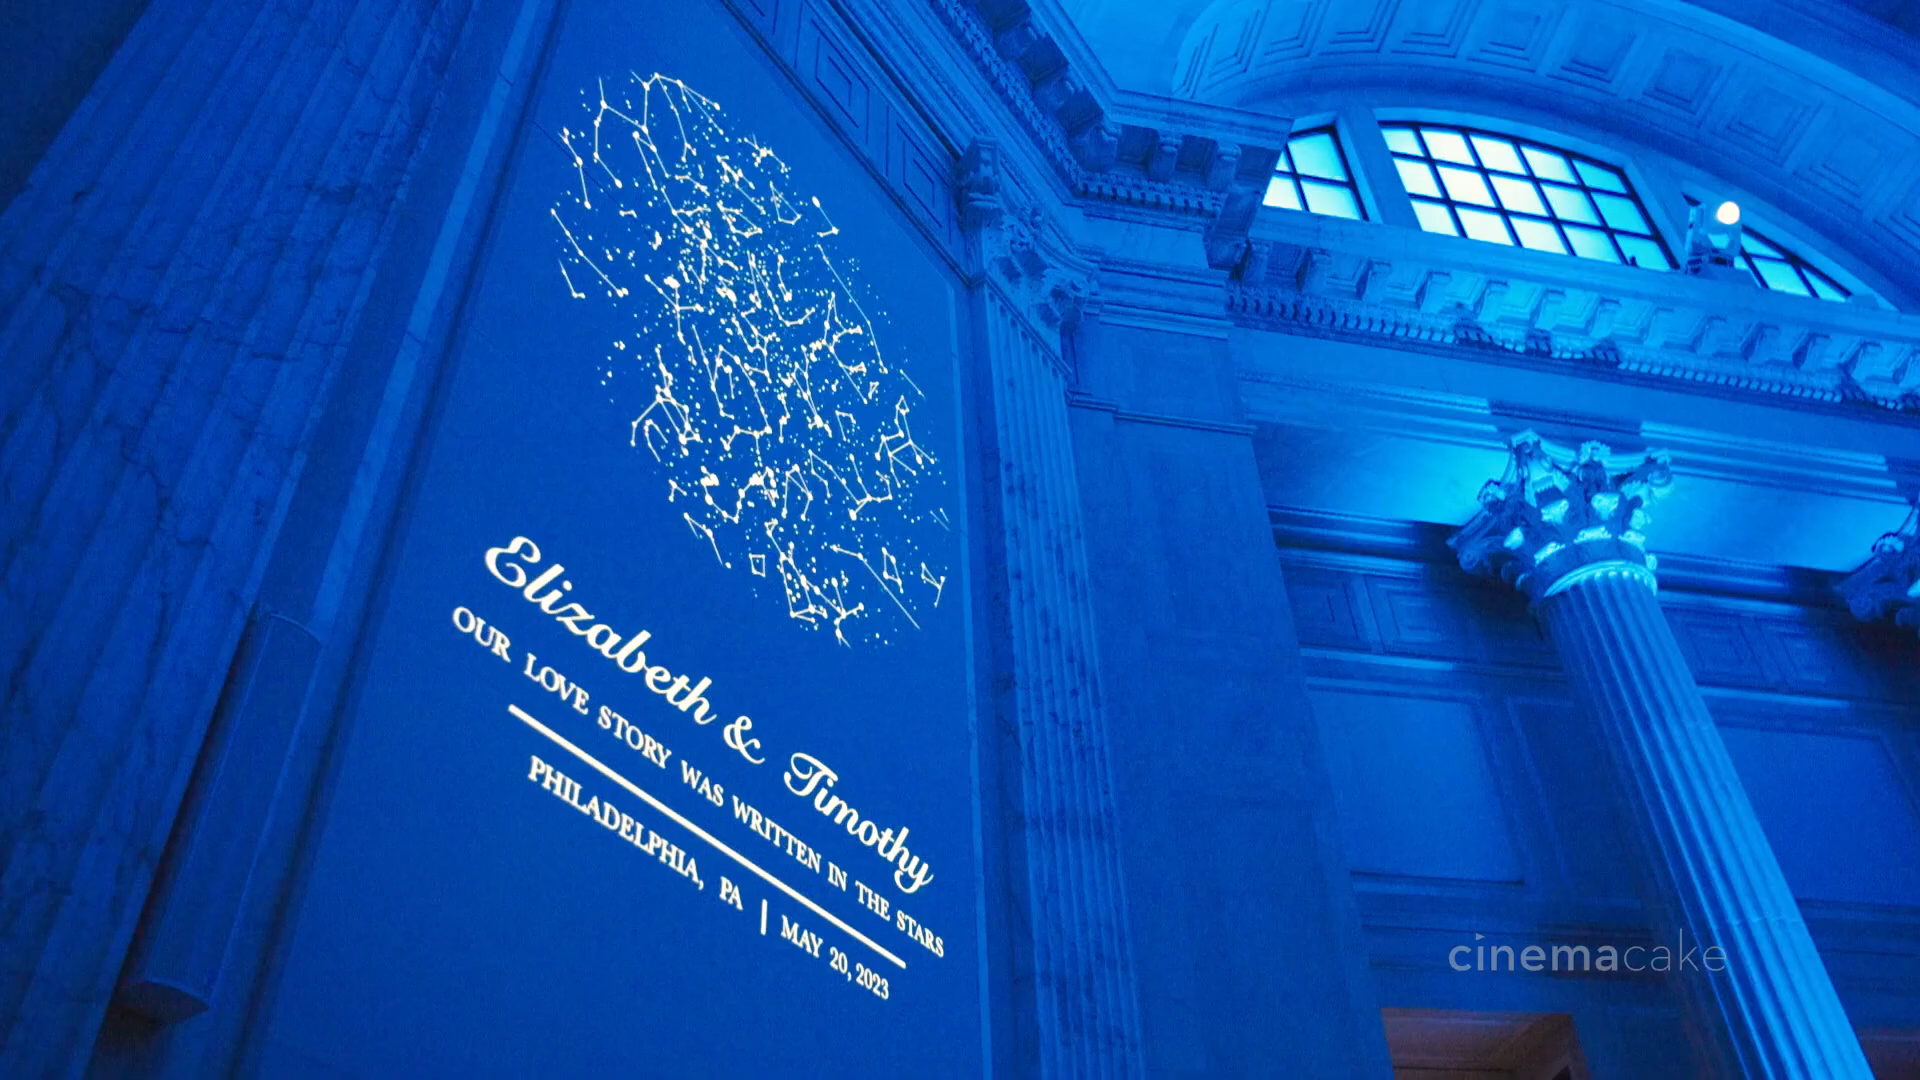 Elizabeth & Timothy
OUR LOVE STORY WAS WRITTEN IN THE STARS
PHILADELPHIA, PA | MAY 20, 2023
cinemacake